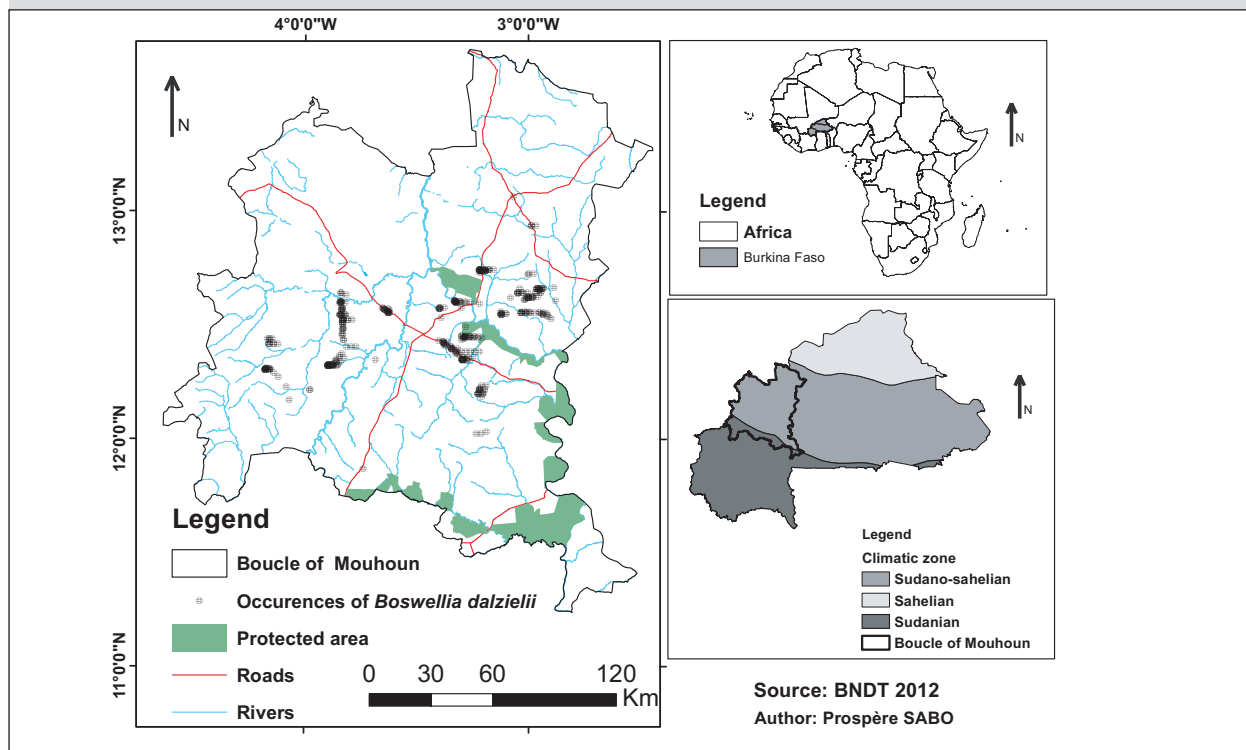 4°0'0"W
3°0'0"W
13°0'0"N
12°0'0"N
11°0'0"N
N
Legend
Boucle of Mouhoun
Occurences of Boswellia dalzielii
Protected area
Roads
Rivers
0 30 60 120
Km
N
Legend
Africa
Burkina Faso
N
Legend
Climatic zone
Sudano-sahelian
Sahelian
Sudanian
Boucle of Mouhoun
Source: BNDT 2012
Author: Prospère SABO